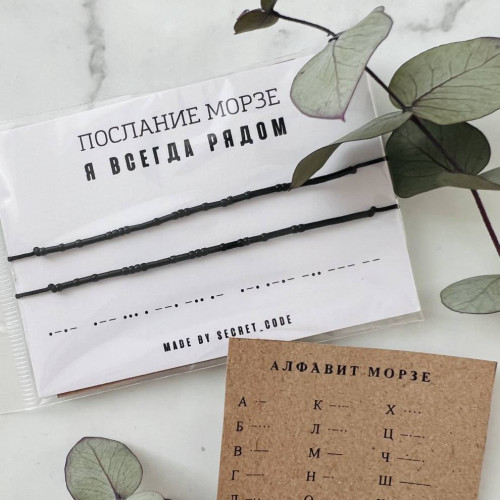 ПОСЛАНИЕ МОРЗЕ
Я ВСЕГДА РЯДОМ
·–·– ·–– ··· · ––· –·· ·– ·–· ·–·– –·· ––– ––
MADE BY SECRET_CODE
АЛФАВИТ МОРЗЕ
А ·– К –·– Х ····
Б –··· Л ·–·· Ц –·–·
В ·–– М –– Ч –––·
Г ––· Н –· Ш ––––